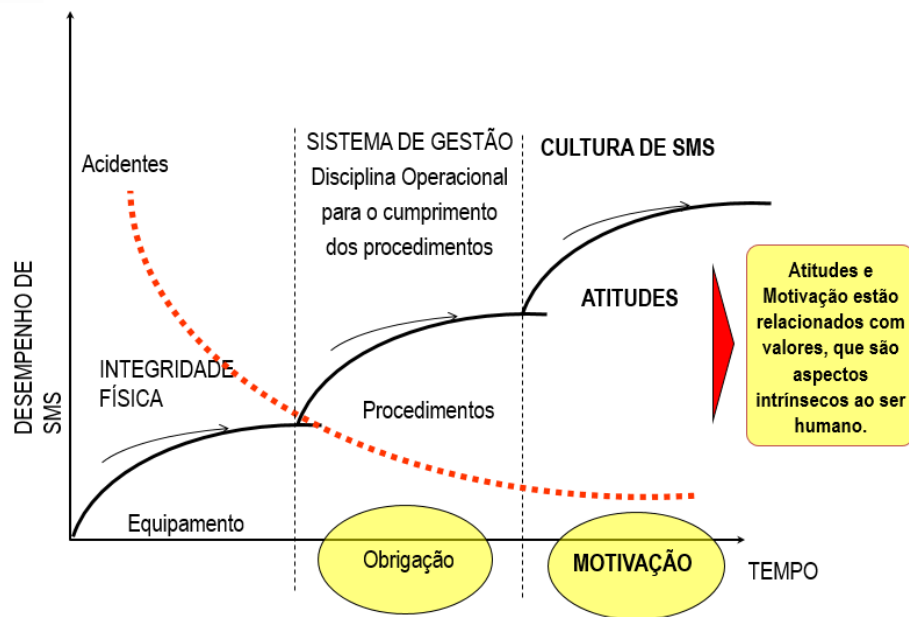 SISTEMA DE GESTÃO
Disciplina Operacional
para o cumprimento
dos procedimentos
CULTURA DE SMS
Acidentes
ATITUDES
Atitudes e
Motivação estão
relacionados com
valores, que são
aspectos
intrínsecos ao ser
humano.
DESEMPENHO DE
SMS
INTEGRIDADE
FÍSICA
Procedimentos
Equipamento
Obrigação
MOTIVAÇÃO
TEMPO